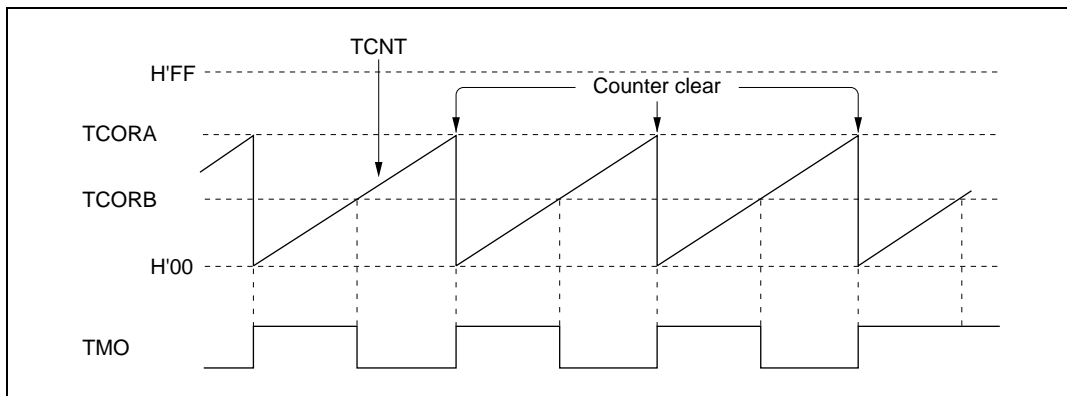 TCNT
H'FF
Counter clear
TCORA
TCORB
H'00
TMO